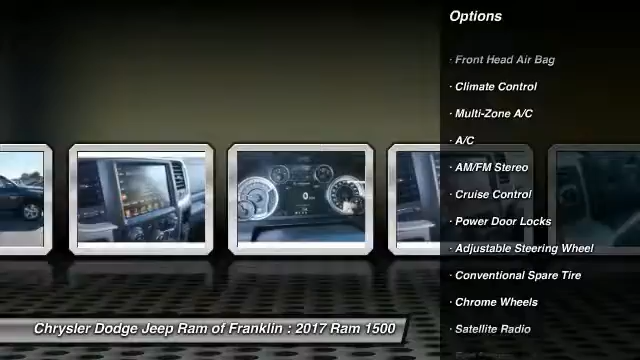 Options
· Front Head Air Bag
· Climate Control
· Multi-Zone A/C
· A/C
· AM/FM Stereo
· Cruise Control
· Power Door Locks
· Adjustable Steering Wheel
· Conventional Spare Tire
· Chrome Wheels
· Satellite Radio
Chrysler Dodge Jeep Ram of Franklin : 2017 Ram 1500